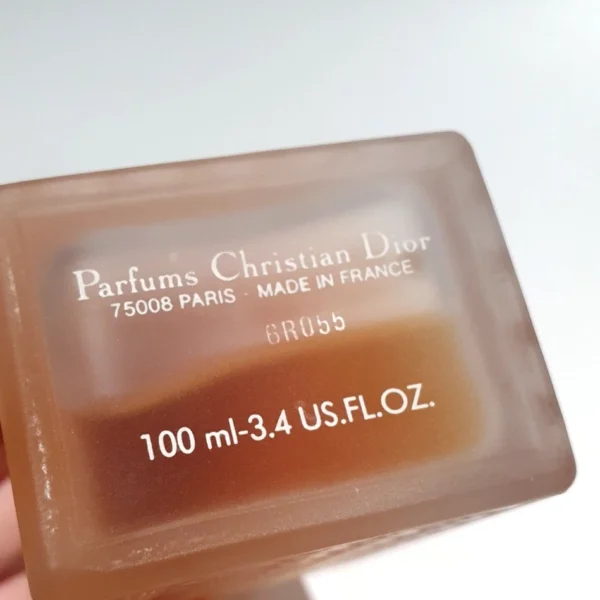 Parfums Christian Dior
75008 PARIS · MADE IN FRANCE
6R055
100 ml-3.4 US.FL.OZ.